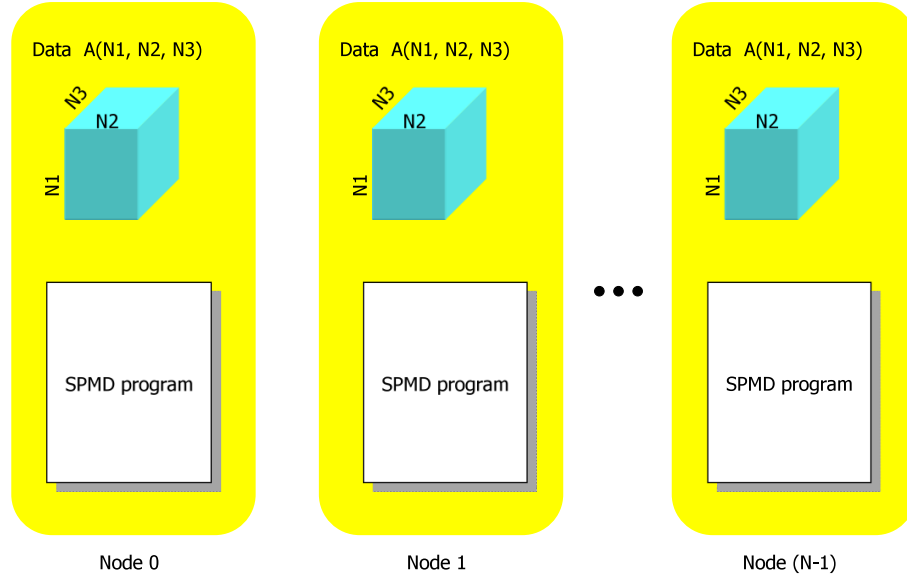 Data A(N1, N2, N3)
N3
N2
N1
SPMD program
Node 0
Data A(N1, N2, N3)
N3
N2
N1
SPMD program
Node 1
Data A(N1, N2, N3)
N3
N2
N1
SPMD program
Node (N-1)